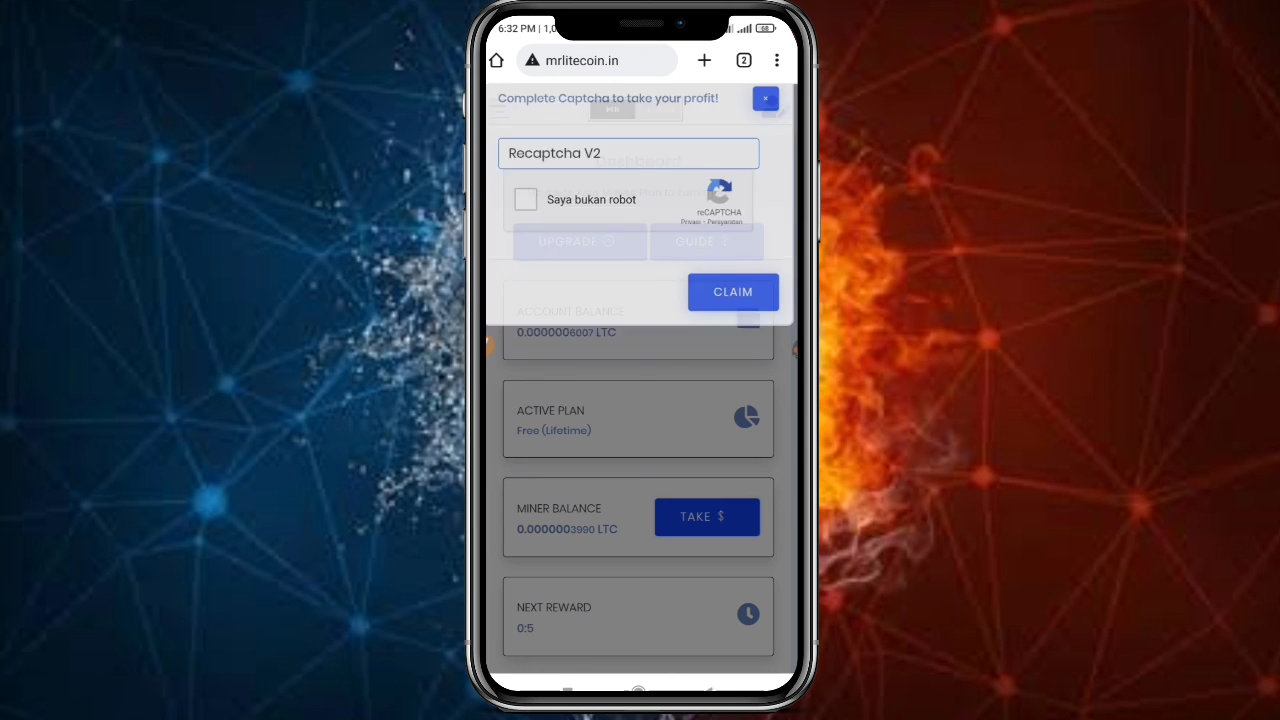 6:32 PM | 1,0
68
mrlitecoin.in
2
Complete Captcha to take your profit!
×
Recaptcha V2
Dashboard
Saya bukan robot
reCAPTCHA
Privasi - Persyaratan
UPGRADE
GUIDE
CLAIM
ACCOUNT BALANCE
0.0000006007 LTC
ACTIVE PLAN
Free (Lifetime)
MINER BALANCE
0.0000003990 LTC
TAKE $
NEXT REWARD
0:5